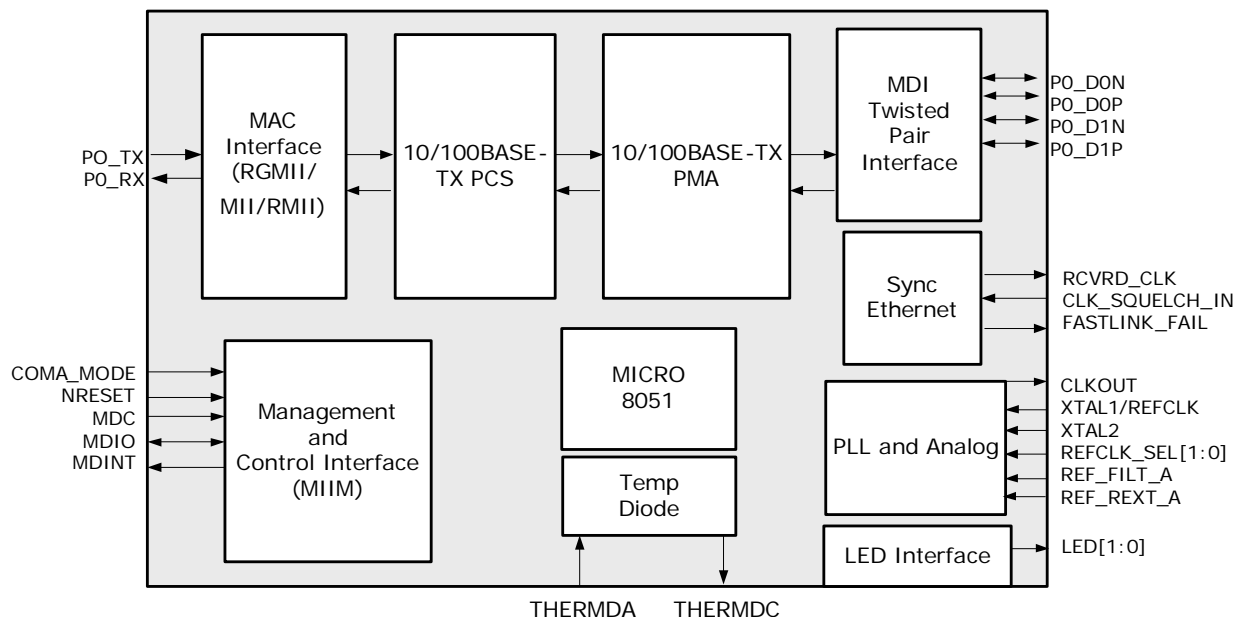 PO_TX
P0_RX
MAC
Interface
(RGMII/
MII/RMII)
10/100BASE-
TX PCS
10/100BASE-TX
PMA
MDI
Twisted
Pair
Interface
P0_D0N
P0_D0P
P0_D1N
P0_D1P
Sync
Ethernet
RCVRD_CLK
CLK_SQUELCH_IN
FASTLINK_FAIL
COMA_MODE
NRESET
MDC
MDIO
MDINT
Management
and
Control Interface
(MIIM)
MICRO
8051
Temp
Diode
THERMDA
THERMDC
PLL and Analog
CLKOUT
XTAL1/REFCLK
XTAL2
REFCLK_SEL[1:0]
REF_FILT_A
REF_REXT_A
LED Interface
LED[1:0]